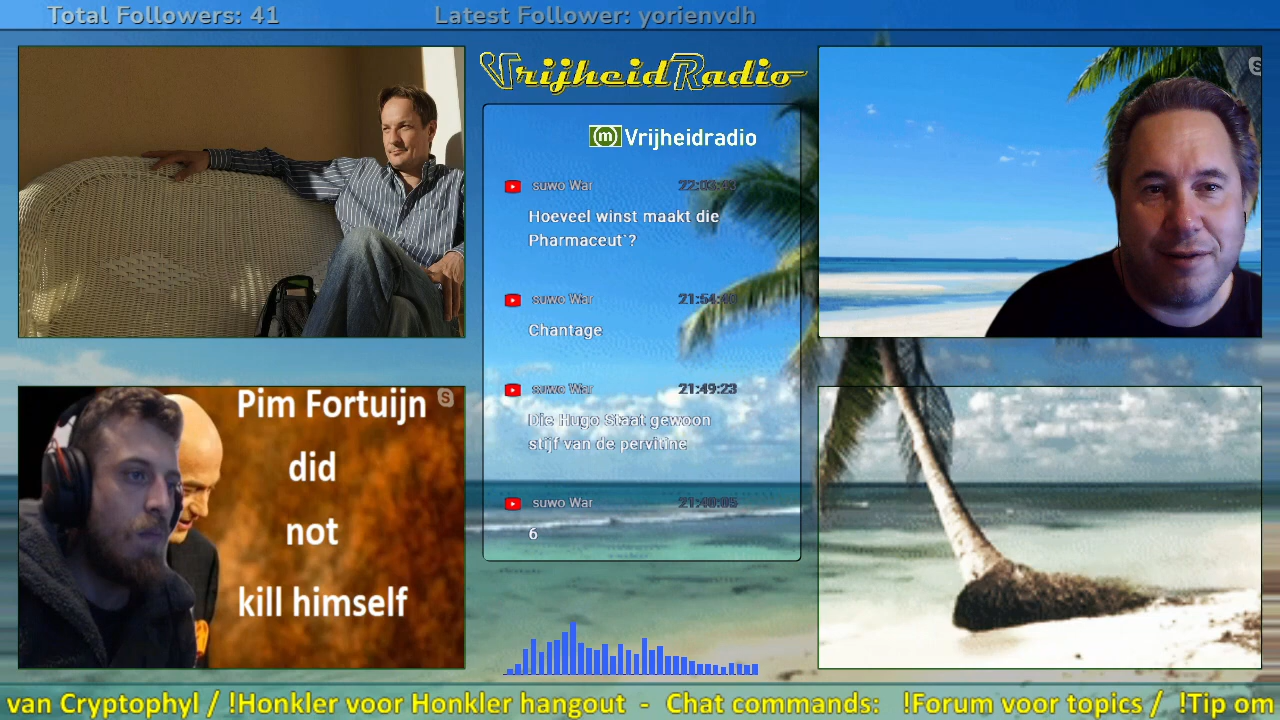 Total Followers: 41
Latest Follower: yorienvdh
VrijheidRadio
m Vrijheidradio
suwo War
Hoeveel winst maakt die
Pharmaceut`?
suwo War
Chantage
suwo War 21:49:23
Die Hugo Staat gewoon
stijf van de pervitine
suwo War
6
S
Pim Fortuijn
did
not
kill himself
S
van Cryptophyl / !Honkler voor Honkler hangout - Chat commands: !Forum voor topics / !Tip om